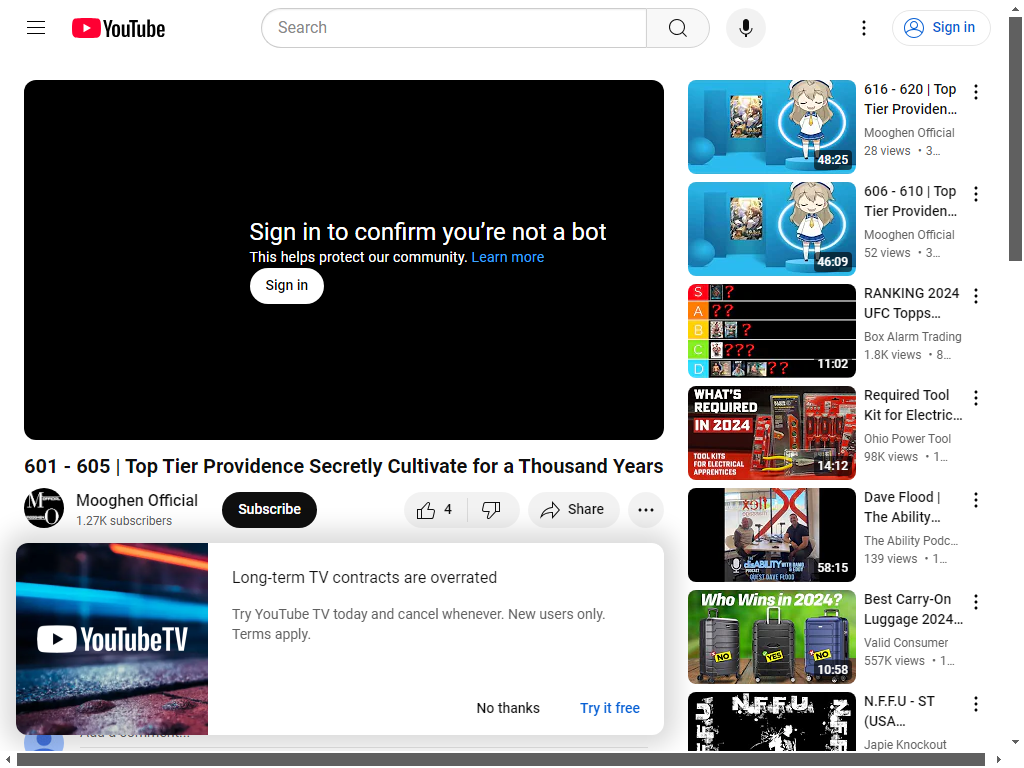 YouTube
Search
Sign in
Sign in to confirm you’re not a bot
This helps protect our community. Learn more
Sign in
601 - 605 | Top Tier Providence Secretly Cultivate for a Thousand Years
Mooghen Official
1.27K subscribers
Subscribe
4
Share
YouTubeTV
Long-term TV contracts are overrated
Try YouTube TV today and cancel whenever. New users only.
Terms apply.
No thanks
Try it free
48:25
616 - 620 | Top
Tier Providen…
Mooghen Official
28 views • 3…
46:09
606 - 610 | Top
Tier Providen…
Mooghen Official
52 views • 3…
S ?
A ??
B ?
C ???
D ??
11:02
RANKING 2024
UFC Topps…
Box Alarm Trading
1.8K views • 8…
WHAT'S
REQUIRED
IN 2024
TOOL KITS
FOR ELECTRICAL
APPRENTICES
14:12
Required Tool
Kit for Electric…
Ohio Power Tool
98K views • 1…
disABILITY
PODCAST
GUEST DAVE FLOOD
58:15
Dave Flood |
The Ability…
The Ability Podc…
139 views • 1…
Who Wins in 2024?
NO
YES
NO
10:58
Best Carry-On
Luggage 2024…
Valid Consumer
557K views • 1…
N.F.F.U.
N.F.F.U - ST
(USA…
Japie Knockout